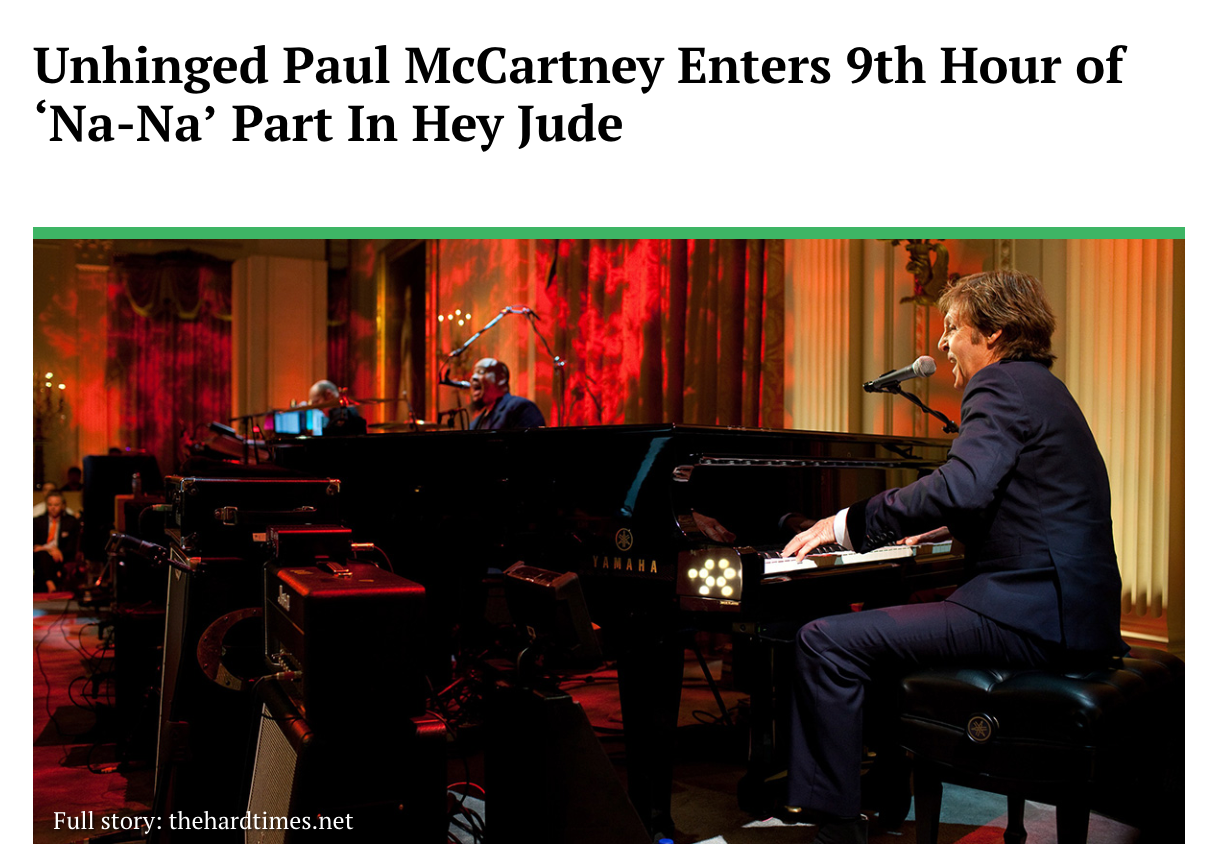 Unhinged Paul McCartney Enters 9th Hour of
‘Na-Na’ Part In Hey Jude
YAMAHA
Full story: thehardtimes.net